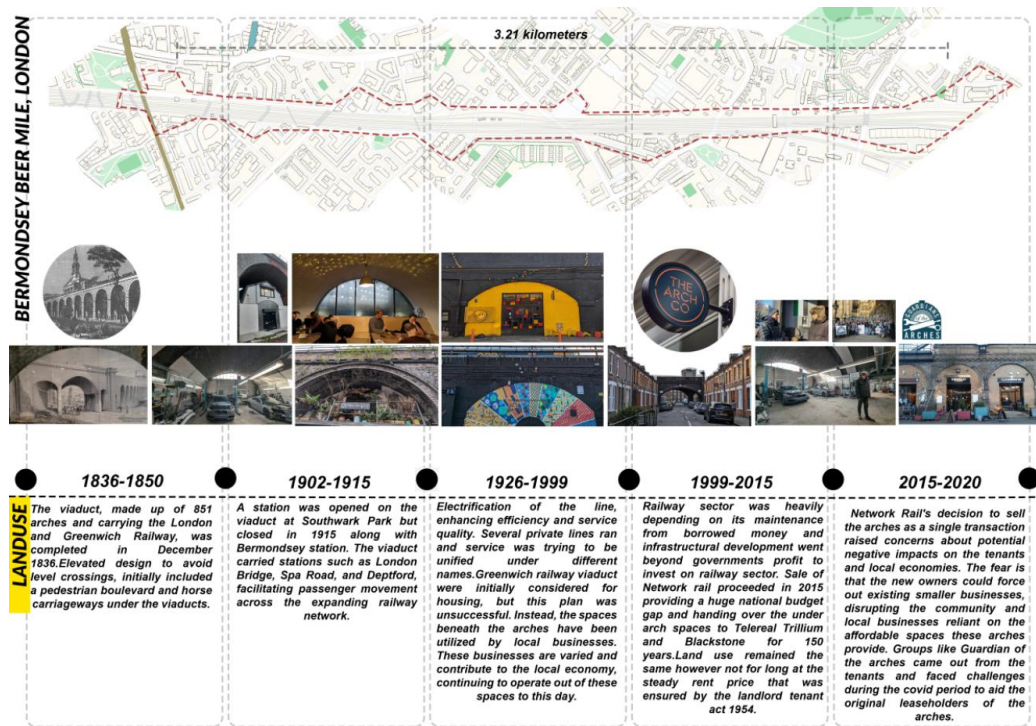 BERMONDSEY BEER MILE, LONDON
3.21 kilometers
THE
ARCH
CO
GUARDIANS
ARCHES
1836-1850
1902-1915
1926-1999
1999-2015
2015-2020
LANDUSE
The viaduct, made up of 851
arches and carrying the London
and Greenwich Railway, was
completed in December
1836.Elevated design to avoid
level crossings, initially included
a pedestrian boulevard and horse
carriageways under the viaducts.
A station was opened on the
viaduct at Southwark Park but
closed in 1915 along with
Bermondsey station. The viaduct
carried stations such as London
Bridge, Spa Road, and Deptford,
facilitating passenger movement
across the expanding railway
network.
Electrification of the line,
enhancing efficiency and service
quality. Several private lines ran
and service was trying to be
unified under different
names.Greenwich railway viaduct
were initially considered for
housing, but this plan was
unsuccessful. Instead, the spaces
beneath the arches have been
utilized by local businesses.
These businesses are varied and
contribute to the local economy,
continuing to operate out of these
spaces to this day.
Railway sector was heavily
depending on its maintenance
from borrowed money and
infrastructural development went
beyond governments profit to
invest on railway sector. Sale of
Network rail proceeded in 2015
providing a huge national budget
gap and handing over the under
arch spaces to Telereal Trillium
and Blackstone for 150
years.Land use remained the
same however not for long at the
steady rent price that was
ensured by the landlord tenant
act 1954.
Network Rail's decision to sell
the arches as a single transaction
raised concerns about potential
negative impacts on the tenants
and local economies. The fear is
that the new owners could force
out existing smaller businesses,
disrupting the community and
local businesses reliant on the
affordable spaces these arches
provide. Groups like Guardian of
the arches came out from the
tenants and faced challenges
during the covid period to aid the
original leaseholders of the
arches.